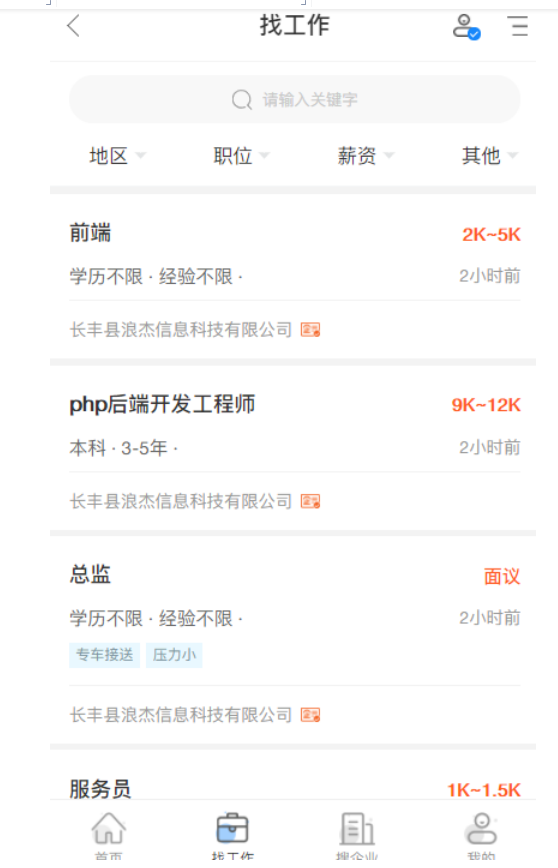 找工作
请输入关键字
地区 职位 薪资 其他
前端 2K~5K
学历不限 · 经验不限 · 2小时前
长丰县浪杰信息科技有限公司
php后端开发工程师 9K~12K
本科 · 3-5年 · 2小时前
长丰县浪杰信息科技有限公司
总监 面议
学历不限 · 经验不限 · 2小时前
专车接送 压力小
长丰县浪杰信息科技有限公司
服务员 1K~1.5K
首页 找工作 搜企业 我的